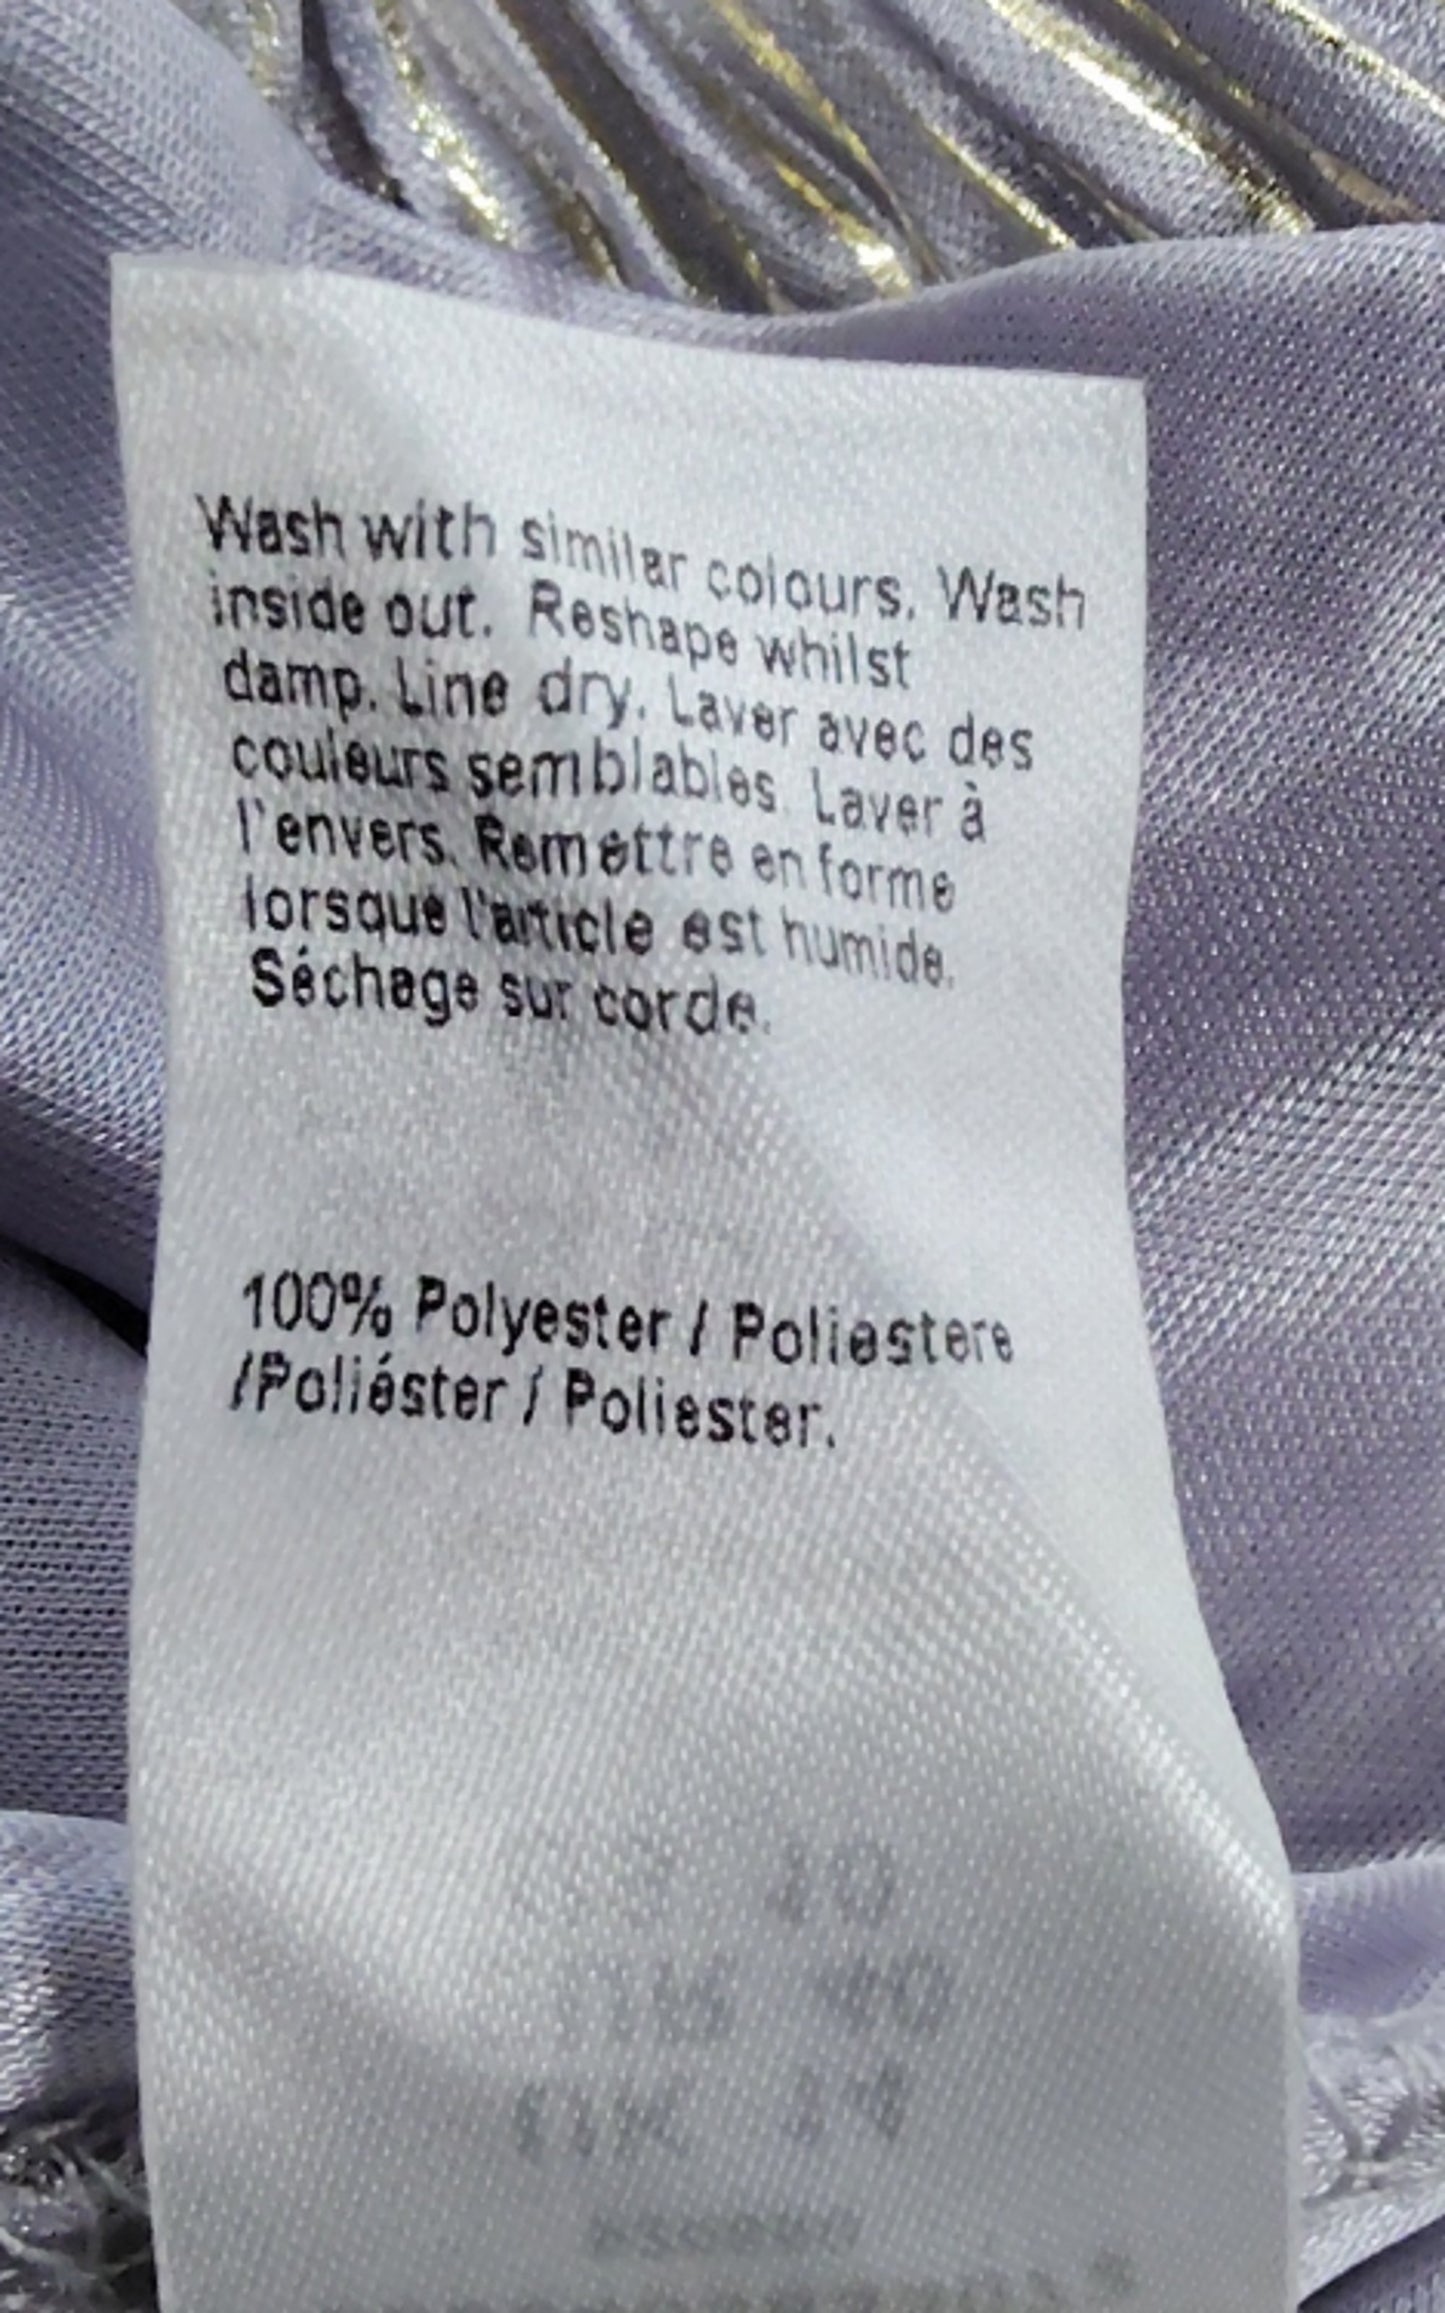 Wash with similar colours. Wash
inside out. Reshape whilst
damp. Line dry. Laver avec des
couleurs semblables. Laver à
l'envers. Remettre en forme
lorsque l'article est humide.
Séchage sur corde.
100% Polyester / Poliestere
/Poliéster / Poliester.